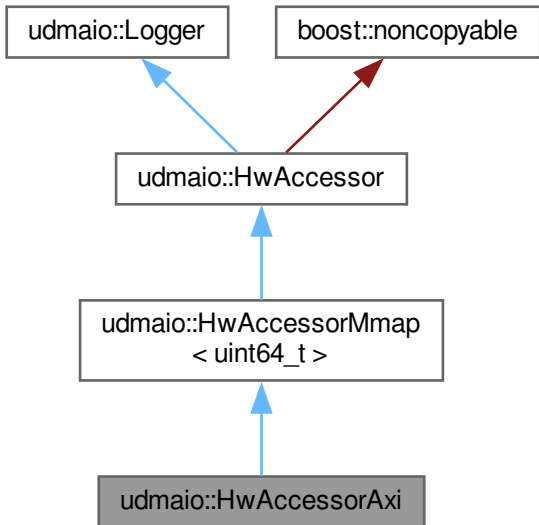 udmaio::Logger
boost::noncopyable
udmaio::HwAccessor
udmaio::HwAccessorMmap
< uint64_t >
udmaio::HwAccessorAxi